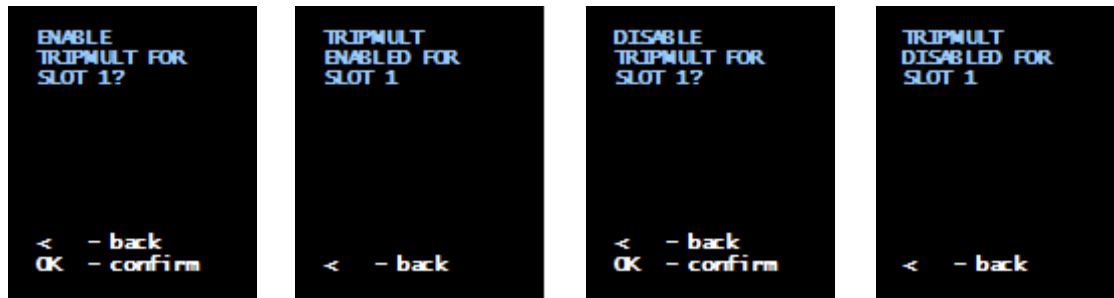 ENABLE
TRIPMULT FOR
SLOT 1?
< - back
OK - confirm
TRIPMULT
ENABLED FOR
SLOT 1
< - back
DISABLE
TRIPMULT FOR
SLOT 1?
< - back
OK - confirm
TRIPMULT
DISABLED FOR
SLOT 1
< - back